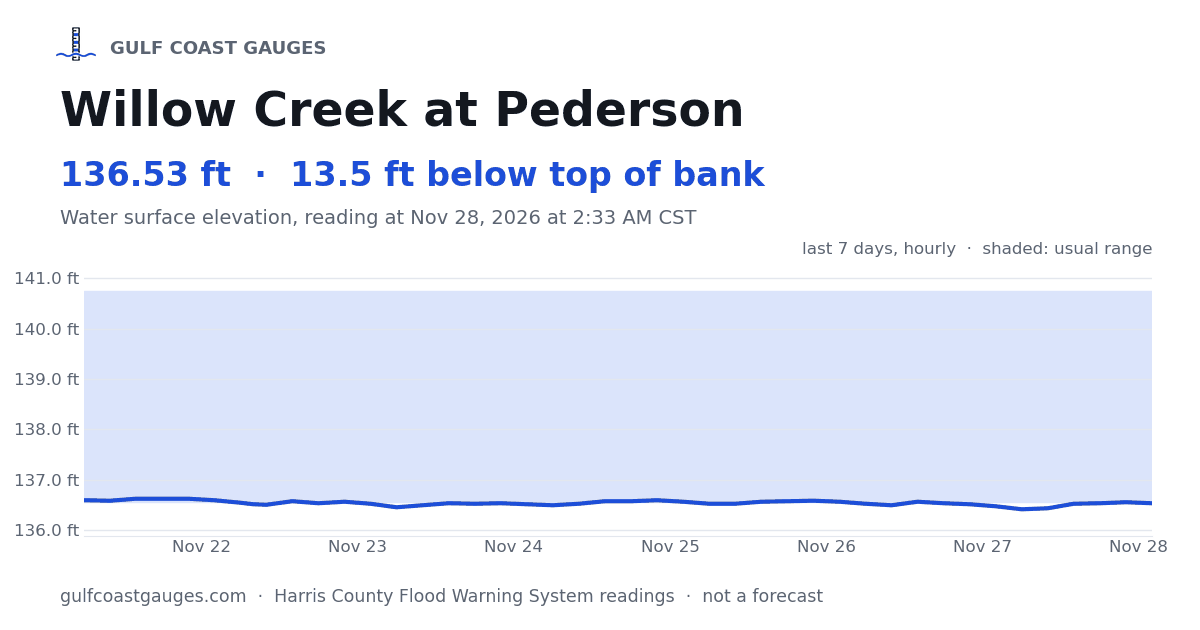 GULF COAST GAUGES
Willow Creek at Pederson
136.53 ft · 13.5 ft below top of bank
Water surface elevation, reading at Nov 28, 2026 at 2:33 AM CST
last 7 days, hourly · shaded: usual range
141.0 ft
140.0 ft
139.0 ft
138.0 ft
137.0 ft
136.0 ft
Nov 22 Nov 23 Nov 24 Nov 25 Nov 26 Nov 27 Nov 28
gulfcoastgauges.com · Harris County Flood Warning System readings · not a forecast